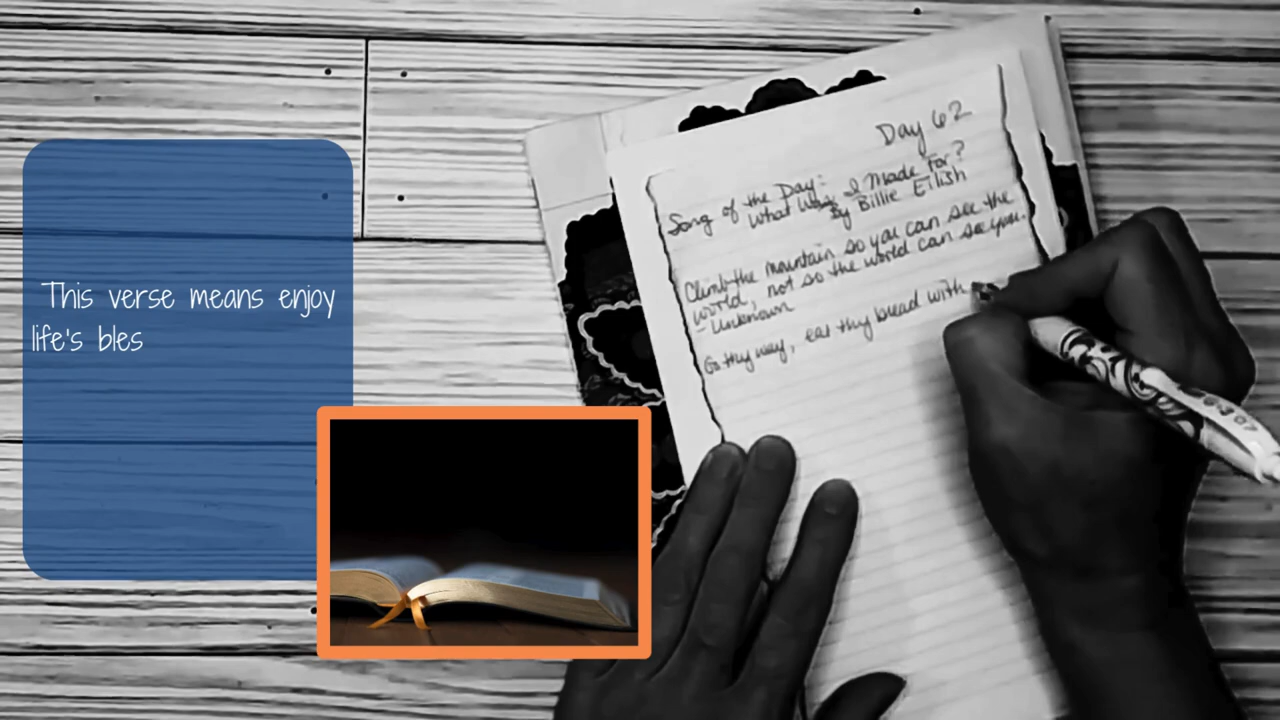 This verse means enjoy
life's bles
Day 62
Song of the Day:
What Was I Made For?
By Billie Eilish
Climb the mountain so you can see the
world, not so the world can see you.
- Unknown
Go thy way, eat thy bread with